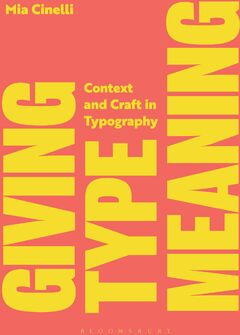 Mia Cinelli
GIVING
TYPE
MEANING
Context
and Craft in
Typography
BLOOMSBURY